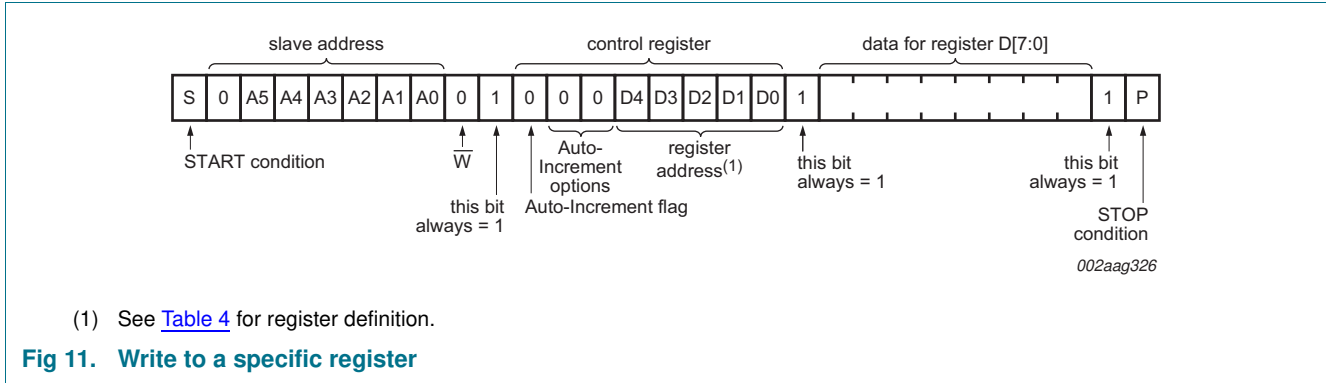 slave address control register data for register D[7:0]
S 0 A5 A4 A3 A2 A1 A0 0 1 0 0 0 D4 D3 D2 D1 D0 1 1 P
START condition
W
this bit
always = 1
Auto-Increment flag
Auto-
Increment
options
register
address(1)
this bit
always = 1
this bit
always = 1
STOP
condition
002aag326
(1) See Table 4 for register definition.
Fig 11. Write to a specific register